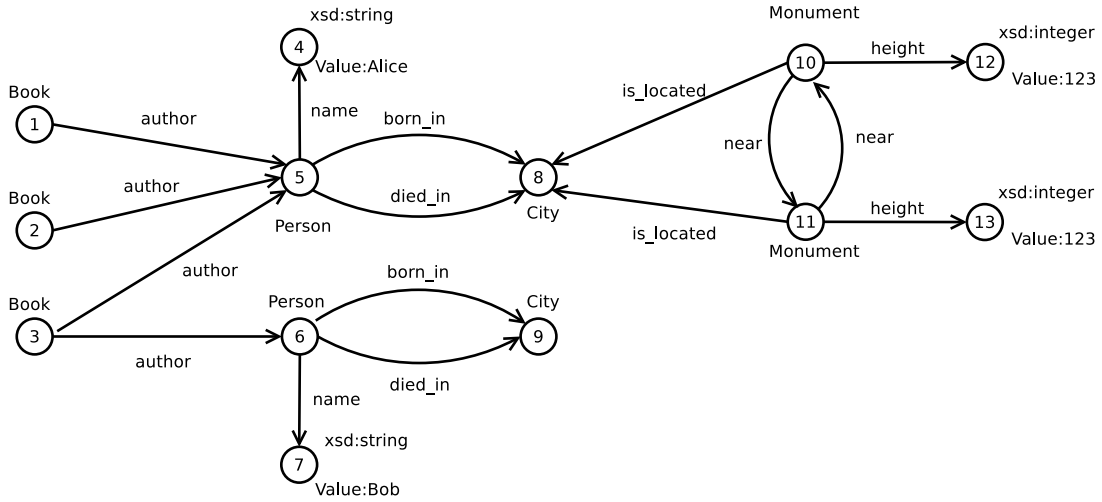 xsd:string
4
Value:Alice
name
Book
1
author
Book
2
author
5
Person
born_in
died_in
8
City
Book
3
author
author
Person
6
born_in
died_in
City
9
name
xsd:string
7
Value:Bob
Monument
10
height
xsd:integer
12
Value:123
is_located
near
near
is_located
11
Monument
height
xsd:integer
13
Value:123